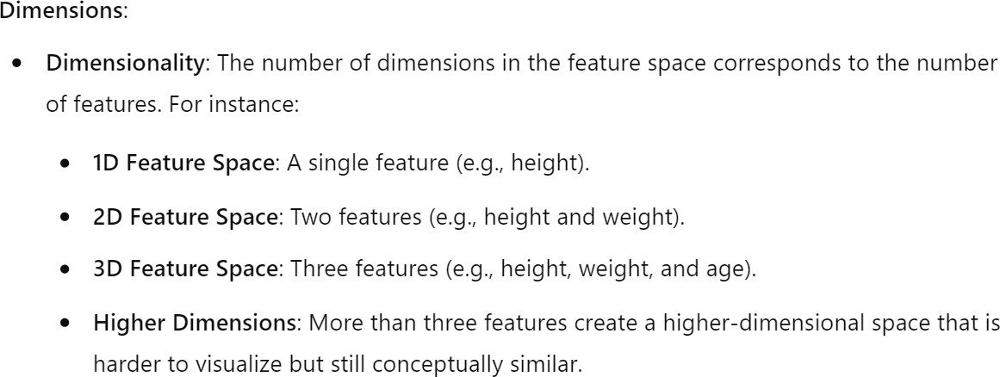 Dimensions:
• Dimensionality: The number of dimensions in the feature space corresponds to the number
of features. For instance:
• 1D Feature Space: A single feature (e.g., height).
• 2D Feature Space: Two features (e.g., height and weight).
• 3D Feature Space: Three features (e.g., height, weight, and age).
• Higher Dimensions: More than three features create a higher-dimensional space that is
harder to visualize but still conceptually similar.